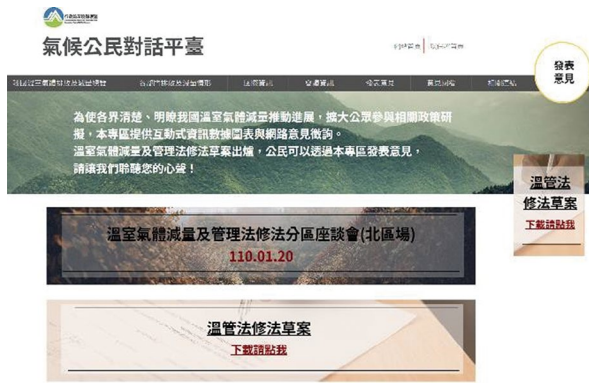 氣候公民對話平臺
發表
意見
為使各界清楚、明瞭我國溫室氣體減量推動進展，擴大公眾參與相關政策研
擬，本專區提供互動式資訊數據圖表與網路意見徵詢。
溫室氣體減量及管理法修法草案出爐，公民可以透過本專區發表意見，
請讓我們聆聽您的心聲！
溫管法
修法草案
下載請點我
溫室氣體減量及管理法修法分區座談會(北區場)
110.01.20
溫管法修法草案
下載請點我